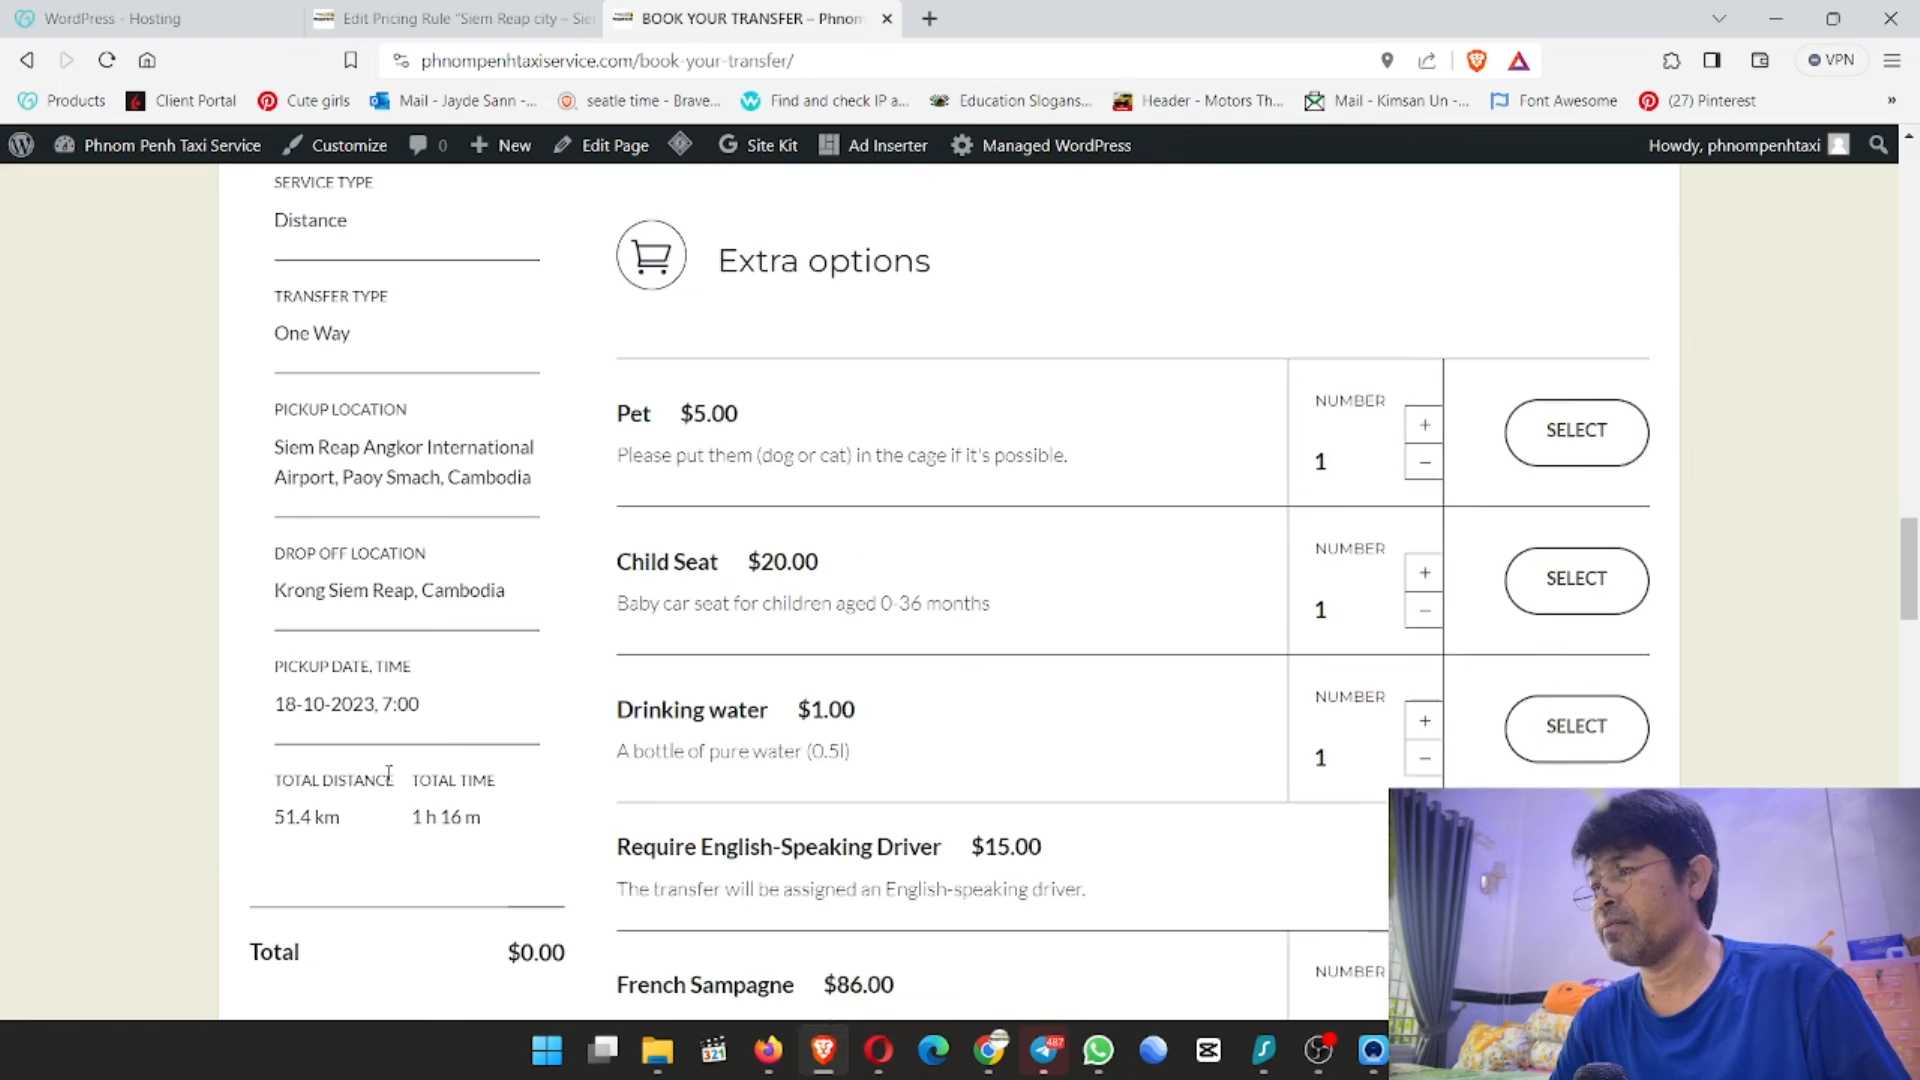 WordPress - Hosting
Edit Pricing Rule "Siem Reap city – Sie
BOOK YOUR TRANSFER – Phnom
phnompenhtaxiservice.com/book-your-transfer/
VPN
Products
Client Portal
Cute girls
Mail - Jayde Sann -...
seatle time - Brave...
Find and check IP a...
Education Slogans...
Header - Motors Th...
Mail - Kimsan Un -...
Font Awesome
(27) Pinterest
»
Phnom Penh Taxi Service
Customize
0
New
Edit Page
Site Kit
Ad Inserter
Managed WordPress
Howdy, phnompenhtaxi
SERVICE TYPE
Distance
TRANSFER TYPE
One Way
PICKUP LOCATION
Siem Reap Angkor International
Airport, Paoy Smach, Cambodia
DROP OFF LOCATION
Krong Siem Reap, Cambodia
PICKUP DATE, TIME
18-10-2023, 7:00
TOTAL DISTANCE TOTAL TIME
51.4 km 1 h 16 m
Total $0.00
Extra options
Pet $5.00
Please put them (dog or cat) in the cage if it's possible.
NUMBER
1
+
−
SELECT
Child Seat $20.00
Baby car seat for children aged 0-36 months
NUMBER
1
+
−
SELECT
Drinking water $1.00
A bottle of pure water (0.5l)
NUMBER
1
+
−
SELECT
Require English-Speaking Driver $15.00
The transfer will be assigned an English-speaking driver.
French Sampagne $86.00
NUMBER
321
487